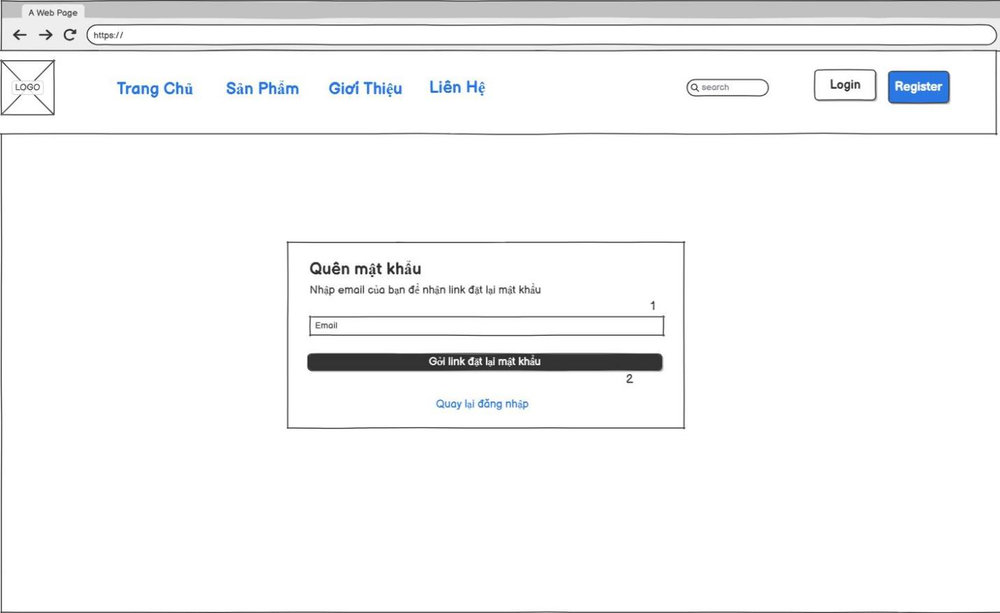 A Web Page
https://
LOGO
Trang Chủ
Sản Phẩm
Giới Thiệu
Liên Hệ
search
Login
Register
Quên mật khẩu
Nhập email của bạn để nhận link đặt lại mật khẩu
1
Email
Gởi link đặt lại mật khẩu
2
Quay lại đăng nhập